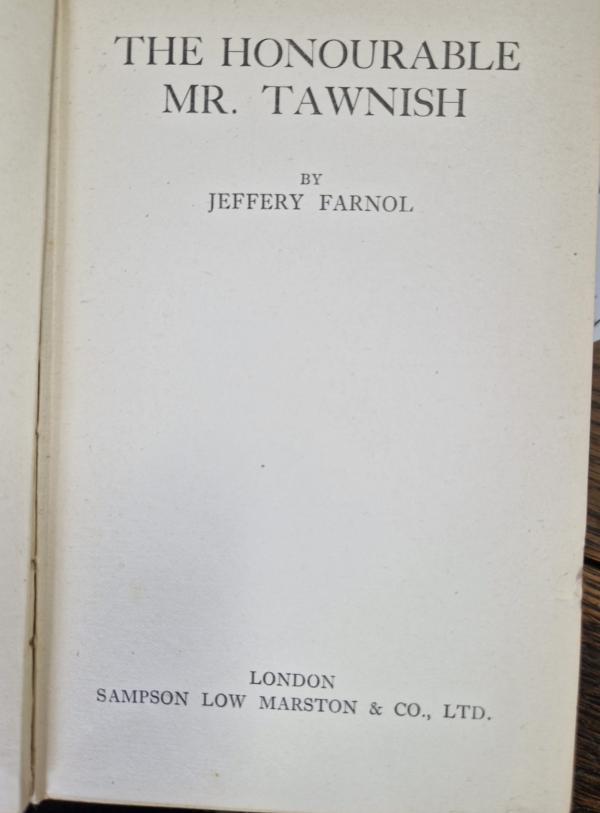 THE HONOURABLE
MR. TAWNISH
BY
JEFFERY FARNOL
LONDON
SAMPSON LOW MARSTON & CO., LTD.